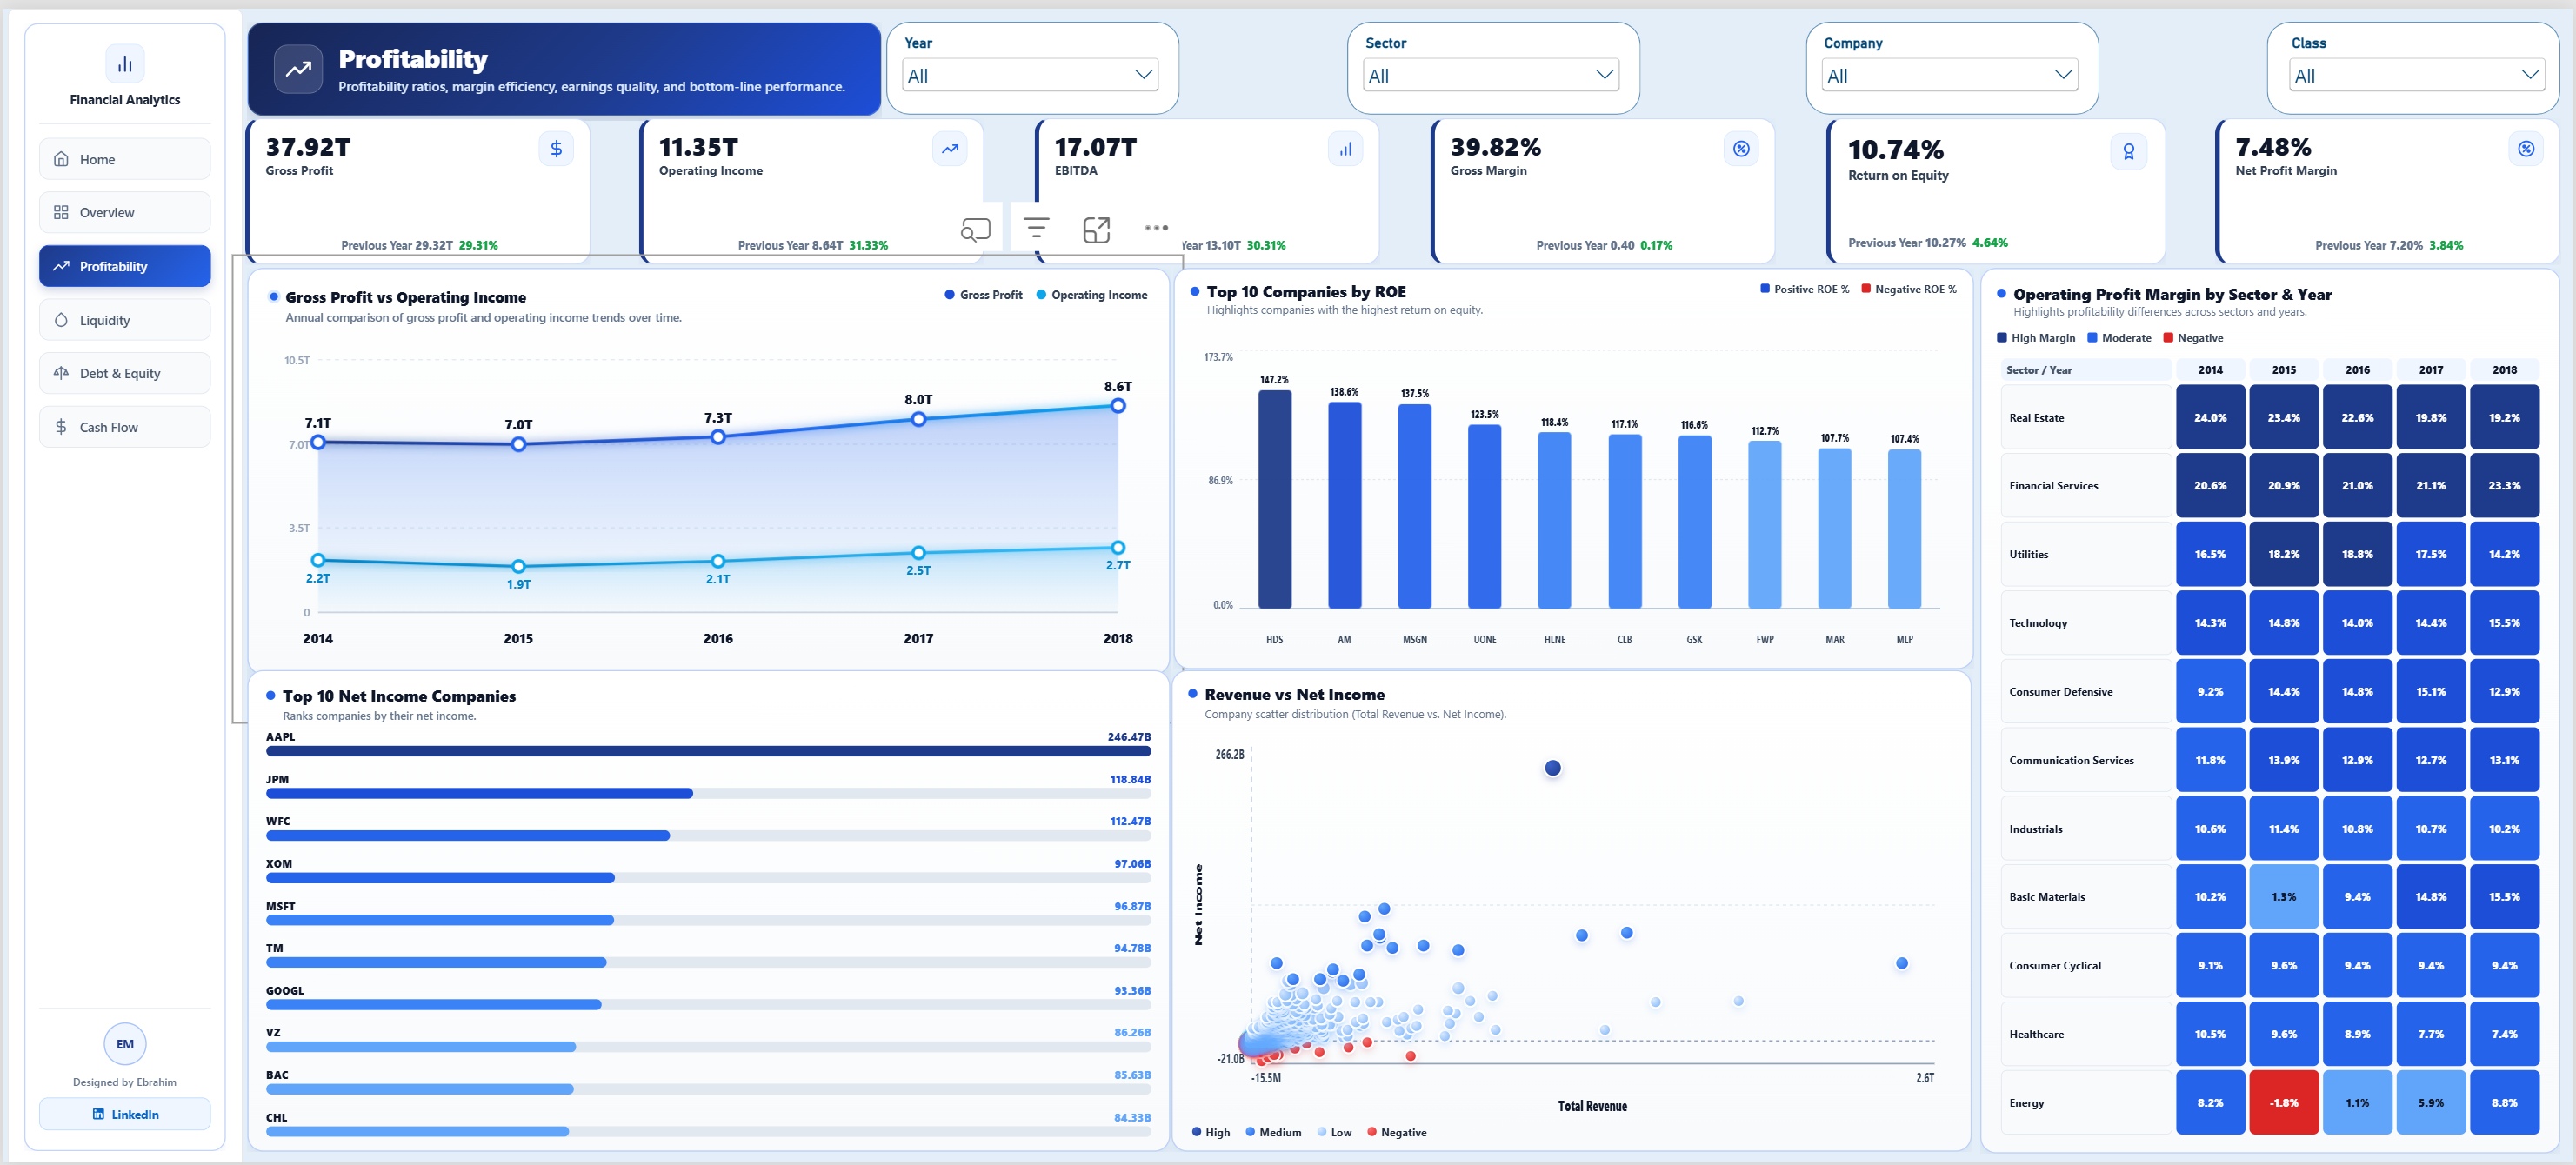 Financial Analytics
Home
Overview
Profitability
Liquidity
Debt & Equity
Cash Flow
EM
Designed by Ebrahim
LinkedIn
Profitability
Profitability ratios, margin efficiency, earnings quality, and bottom-line performance.
Year
All
Sector
All
Company
All
Class
All
37.92T
Gross Profit
Previous Year 29.32T 29.31%
11.35T
Operating Income
Previous Year 8.64T 31.33%
17.07T
EBITDA
Year 13.10T 30.31%
39.82%
Gross Margin
Previous Year 0.40 0.17%
10.74%
Return on Equity
Previous Year 10.27% 4.64%
7.48%
Net Profit Margin
Previous Year 7.20% 3.84%
Gross Profit vs Operating Income
Annual comparison of gross profit and operating income trends over time.
Gross Profit Operating Income
10.5T
7.0T
3.5T
0
7.1T 7.0T 7.3T 8.0T 8.6T
2.2T 1.9T 2.1T 2.5T 2.7T
2014 2015 2016 2017 2018
Top 10 Companies by ROE
Highlights companies with the highest return on equity.
Positive ROE % Negative ROE %
173.7%
86.9%
0.0%
147.2% 138.6% 137.5% 123.5% 118.4% 117.1% 116.6% 112.7% 107.7% 107.4%
HDS AM MSGN UONE HLNE CLB GSK FWP MAR MLP
Top 10 Net Income Companies
Ranks companies by their net income.
AAPL 246.47B
JPM 118.84B
WFC 112.47B
XOM 97.06B
MSFT 96.87B
TM 94.78B
GOOGL 93.36B
VZ 86.26B
BAC 85.63B
CHL 84.33B
Revenue vs Net Income
Company scatter distribution (Total Revenue vs. Net Income).
266.2B
Net Income
-21.0B
-15.5M 2.6T
Total Revenue
High Medium Low Negative
Operating Profit Margin by Sector & Year
Highlights profitability differences across sectors and years.
High Margin Moderate Negative
Sector / Year 2014 2015 2016 2017 2018
Real Estate 24.0% 23.4% 22.6% 19.8% 19.2%
Financial Services 20.6% 20.9% 21.0% 21.1% 23.3%
Utilities 16.5% 18.2% 18.8% 17.5% 14.2%
Technology 14.3% 14.8% 14.0% 14.4% 15.5%
Consumer Defensive 9.2% 14.4% 14.8% 15.1% 12.9%
Communication Services 11.8% 13.9% 12.9% 12.7% 13.1%
Industrials 10.6% 11.4% 10.8% 10.7% 10.2%
Basic Materials 10.2% 1.3% 9.4% 14.8% 15.5%
Consumer Cyclical 9.1% 9.6% 9.4% 9.4% 9.4%
Healthcare 10.5% 9.6% 8.9% 7.7% 7.4%
Energy 8.2% -1.8% 1.1% 5.9% 8.8%